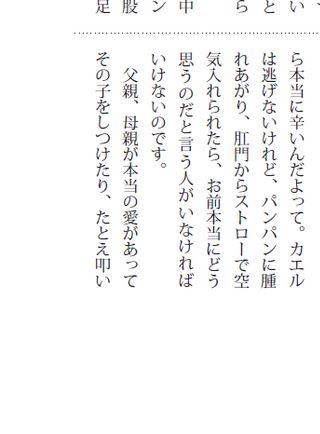 い
と
ら
中
ン
股
足
ら本当に辛いんだよって。カエル
は逃げないけれど、パンパンに腫
れあがり、肛門からストローで空
気入れられたら、お前本当にどう
思うのだと言う人がいなければ
いけないのです。
父親、母親が本当の愛があって
その子をしつけたり、たとえ叩い